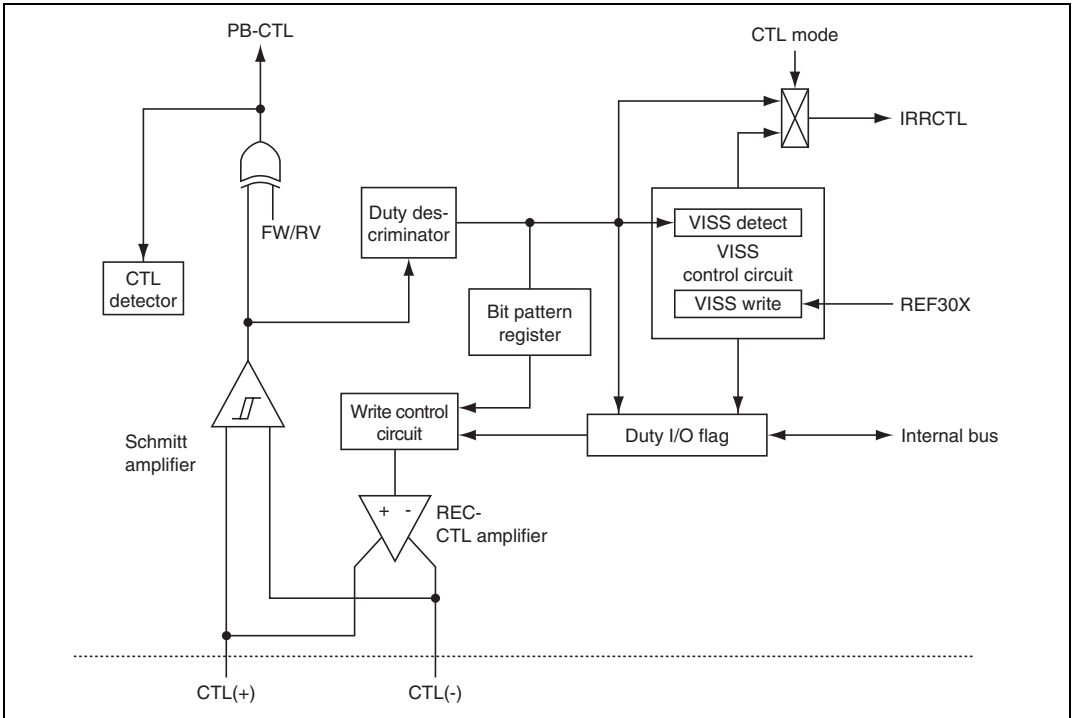 PB-CTL
CTL mode
IRRCTL
Duty des-
criminator
VISS detect
VISS
control circuit
VISS write
REF30X
FW/RV
CTL
detector
Bit pattern
register
Write control
circuit
Duty I/O flag
Internal bus
Schmitt
amplifier
+ -
REC-
CTL amplifier
CTL(+)
CTL(-)